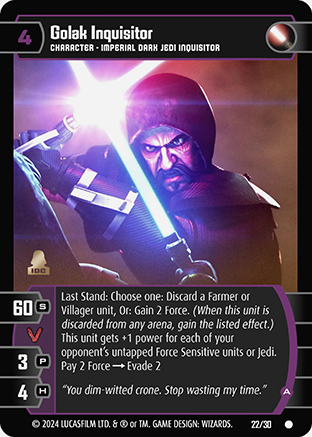 4
Golak Inquisitor
CHARACTER - IMPERIAL DARK JEDI INQUISITOR
IDC
60 S
Last Stand: Choose one: Discard a Farmer or
Villager unit, Or: Gain 2 Force. (When this unit is
discarded from any arena, gain the listed effect.)
This unit gets +1 power for each of your
3 P
opponent's untapped Force Sensitive units or Jedi.
Pay 2 Force → Evade 2
4 H
"You dim-witted crone. Stop wasting my time."
A
© 2024 LUCASFILM LTD. & ® OR TM. GAME DESIGN: WIZARDS.
22/30